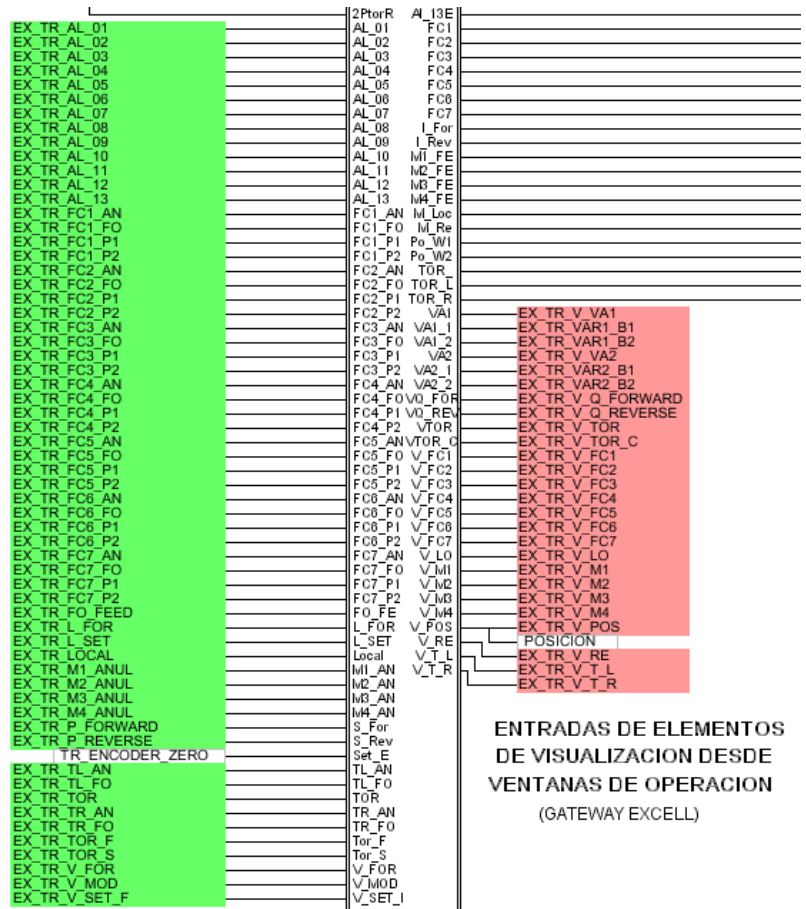 2PtorR AI_13E
EX_TR_AL_01 AL_01 FC1
EX_TR_AL_02 AL_02 FC2
EX_TR_AL_03 AL_03 FC3
EX_TR_AL_04 AL_04 FC4
EX_TR_AL_05 AL_05 FC5
EX_TR_AL_06 AL_06 FC6
EX_TR_AL_07 AL_07 FC7
EX_TR_AL_08 AL_08 I_For
EX_TR_AL_09 AL_09 I_Rev
EX_TR_AL_10 AL_10 M1_FE
EX_TR_AL_11 AL_11 M2_FE
EX_TR_AL_12 AL_12 M3_FE
EX_TR_AL_13 AL_13 M4_FE
EX_TR_FC1_AN FC1_AN M_Loc
EX_TR_FC1_FO FC1_FO M_Re
EX_TR_FC1_P1 FC1_P1 Po_W1
EX_TR_FC1_P2 FC1_P2 Po_W2
EX_TR_FC2_AN FC2_AN TOR_
EX_TR_FC2_FO FC2_FO TOR_L
EX_TR_FC2_P1 FC2_P1 TOR_R
EX_TR_FC2_P2 FC2_P2 VA1 EX_TR_V_VA1
EX_TR_FC3_AN FC3_AN VA1_1 EX_TR_VAR1_B1
EX_TR_FC3_FO FC3_FO VA1_2 EX_TR_VAR1_B2
EX_TR_FC3_P1 FC3_P1 VA2 EX_TR_V_VA2
EX_TR_FC3_P2 FC3_P2 VA2_1 EX_TR_VAR2_B1
EX_TR_FC4_AN FC4_AN VA2_2 EX_TR_VAR2_B2
EX_TR_FC4_FO FC4_FO VQ_FOR EX_TR_V_Q_FORWARD
EX_TR_FC4_P1 FC4_P1 VQ_REV EX_TR_V_Q_REVERSE
EX_TR_FC4_P2 FC4_P2 VTOR EX_TR_V_TOR
EX_TR_FC5_AN FC5_AN VTOR_C EX_TR_V_TOR_C
EX_TR_FC5_FO FC5_FO V_FC1 EX_TR_V_FC1
EX_TR_FC5_P1 FC5_P1 V_FC2 EX_TR_V_FC2
EX_TR_FC5_P2 FC5_P2 V_FC3 EX_TR_V_FC3
EX_TR_FC6_AN FC6_AN V_FC4 EX_TR_V_FC4
EX_TR_FC6_FO FC6_FO V_FC5 EX_TR_V_FC5
EX_TR_FC6_P1 FC6_P1 V_FC6 EX_TR_V_FC6
EX_TR_FC6_P2 FC6_P2 V_FC7 EX_TR_V_FC7
EX_TR_FC7_AN FC7_AN V_LO EX_TR_V_LO
EX_TR_FC7_FO FC7_FO V_M1 EX_TR_V_M1
EX_TR_FC7_P1 FC7_P1 V_M2 EX_TR_V_M2
EX_TR_FC7_P2 FC7_P2 V_M3 EX_TR_V_M3
EX_TR_FO_FEED FO_FE V_M4 EX_TR_V_M4
EX_TR_L_FOR L_FOR V_POS EX_TR_V_POS
EX_TR_L_SET L_SET V_RE POSICION
EX_TR_LOCAL Local V_T_L EX_TR_V_RE
EX_TR_M1_ANUL M1_AN V_T_R EX_TR_V_T_L
EX_TR_M2_ANUL M2_AN EX_TR_V_T_R
EX_TR_M3_ANUL M3_AN
EX_TR_M4_ANUL M4_AN
EX_TR_P_FORWARD S_For
EX_TR_P_REVERSE S_Rev
TR_ENCODER_ZERO Set_E
EX_TR_TL_AN TL_AN
EX_TR_TL_FO TL_FO
EX_TR_TOR TOR
EX_TR_TR_AN TR_AN
EX_TR_TR_FO TR_FO
EX_TR_TOR_F Tor_F
EX_TR_TOR_S Tor_S
EX_TR_V_FOR V_FOR
EX_TR_V_MOD V_MOD
EX_TR_V_SET_F V_SET_I
ENTRADAS DE ELEMENTOS
DE VISUALIZACION DESDE
VENTANAS DE OPERACION
(GATEWAY EXCELL)